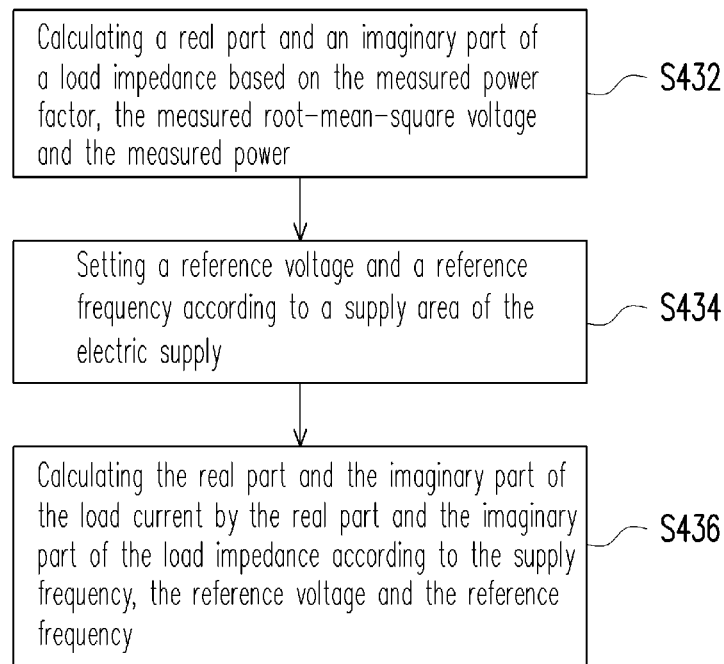 Calculating a real part and an imaginary part of
a load impedance based on the measured power
factor, the measured root-mean-square voltage
and the measured power
S432
Setting a reference voltage and a reference
frequency according to a supply area of the
electric supply
S434
Calculating the real part and the imaginary part of
the load current by the real part and the imaginary
part of the load impedance according to the supply
frequency, the reference voltage and the reference
frequency
S436